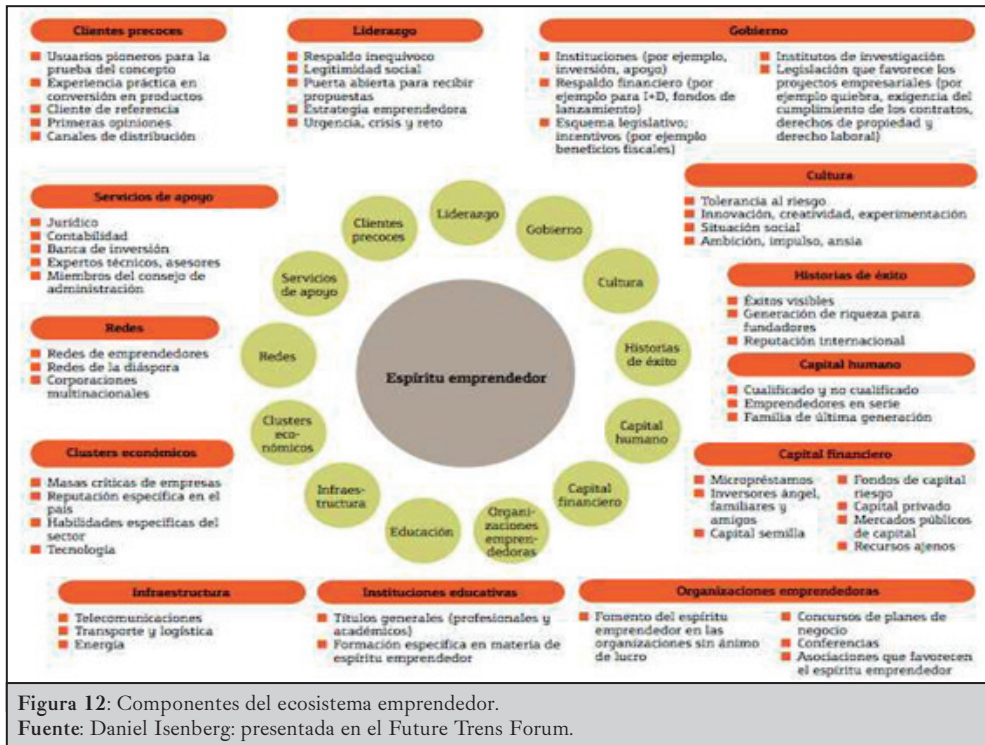 Clientes precoces
Usuarios pioneros para la
prueba del concepto
Experiencia práctica en
conversión en productos
Cliente de referencia
Primeras opiniones
Canales de distribución
Liderazgo
Respaldo inequívoco
Legitimidad social
Puerta abierta para recibir
propuestas
Estrategia emprendedora
Urgencia, crisis y reto
Gobierno
Instituciones (por ejemplo,
inversión, apoyo)
Respaldo financiero (por
ejemplo para I+D, fondos de
lanzamiento)
Esquema legislativo;
incentivos (por ejemplo
beneficios fiscales)
Institutos de investigación
Legislación que favorece los
proyectos empresariales (por
ejemplo quiebra, exigencia del
cumplimiento de los contratos,
derechos de propiedad y
derecho laboral)
Servicios de apoyo
Jurídico
Contabilidad
Banca de inversión
Expertos técnicos, asesores
Miembros del consejo de
administración
Cultura
Tolerancia al riesgo
Innovación, creatividad, experimentación
Situación social
Ambición, impulso, ansia
Redes
Redes de emprendedores
Redes de la diáspora
Corporaciones
multinacionales
Historias de éxito
Éxitos visibles
Generación de riqueza para
fundadores
Reputación internacional
Capital humano
Cualificado y no cualificado
Emprendedores en serie
Familia de última generación
Clusters económicos
Masas críticas de empresas
Reputación específica en el
país
Habilidades específicas del
sector
Tecnología
Capital financiero
Micropréstamos
Inversores ángel,
familiares y
amigos
Capital semilla
Fondos de capital
riesgo
Capital privado
Mercados públicos
de capital
Recursos ajenos
Espíritu emprendedor
Liderazgo
Gobierno
Cultura
Historias
de éxito
Capital
humano
Capital
financiero
Organi-
zaciones
empren-
dedoras
Educación
Infraes-
tructura
Clusters
eco-
nómicos
Redes
Servicios
de apoyo
Clientes
precoces
Infraestructura
Telecomunicaciones
Transporte y logística
Energía
Instituciones educativas
Títulos generales (profesionales y
académicos)
Formación específica en materia de
espíritu emprendedor
Organizaciones emprendedoras
Fomento del espíritu
emprendedor en las
organizaciones sin ánimo
de lucro
Concursos de planes de
negocio
Conferencias
Asociaciones que favorecen
el espíritu emprendedor
Figura 12: Componentes del ecosistema emprendedor.
Fuente: Daniel Isenberg: presentada en el Future Trens Forum.